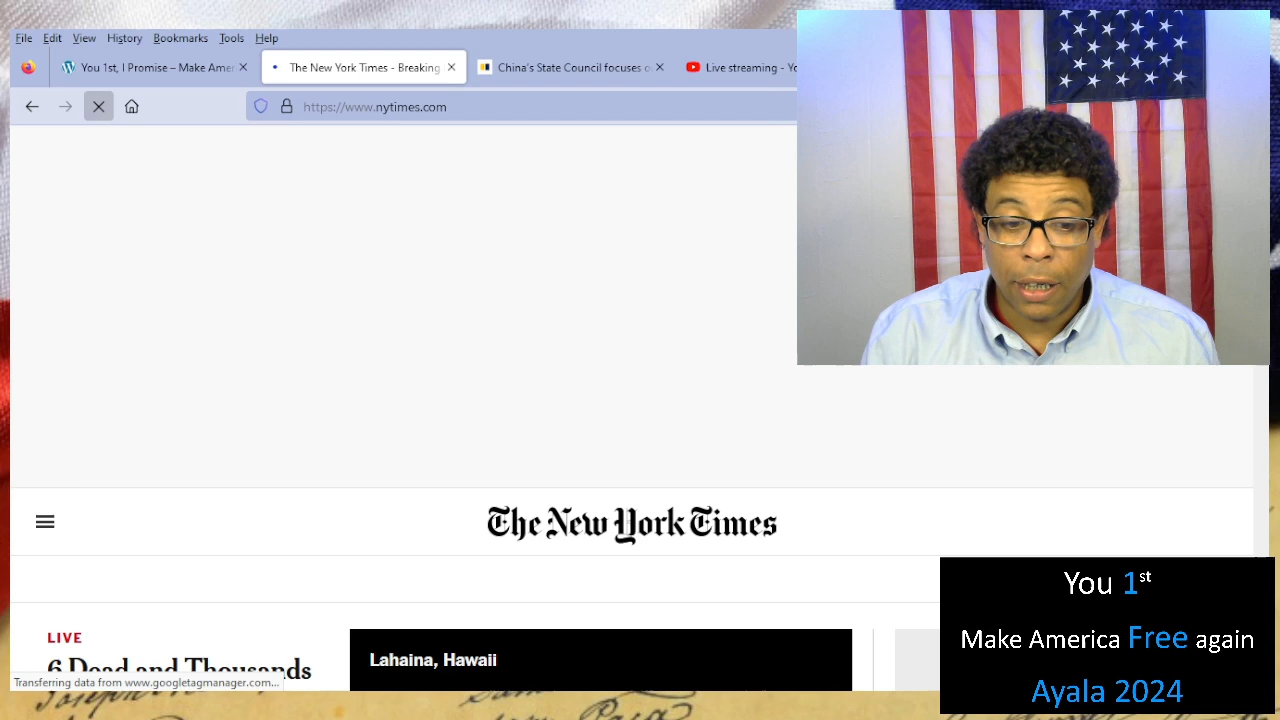 File Edit View History Bookmarks Tools Help
You 1st, I Promise – Make Amer
The New York Times - Breaking
China's State Council focuses o
Live streaming - Yo
https://www.nytimes.com
The New York Times
LIVE
6 Dead and Thousands
Lahaina, Hawaii
Transferring data from www.googletagmanager.com...
You 1st
Make America Free again
Ayala 2024